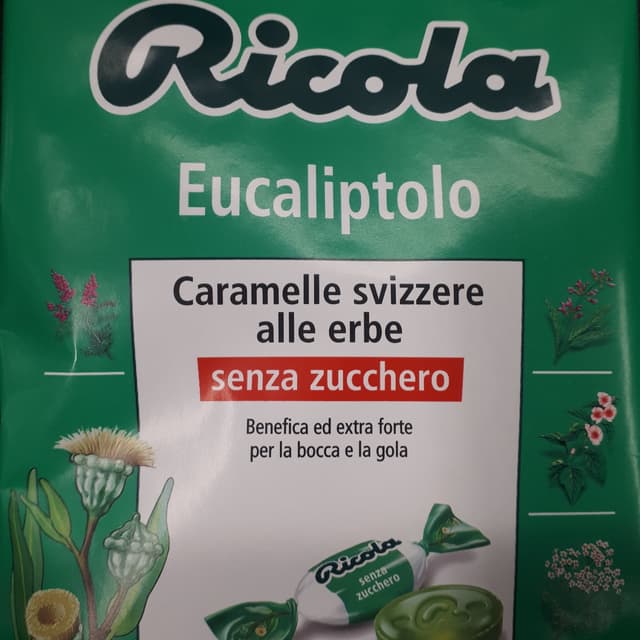 Ricola
Eucaliptolo
Caramelle svizzere
alle erbe
senza zucchero
Benefica ed extra forte
per la bocca e la gola
Ricola
senza
zucchero